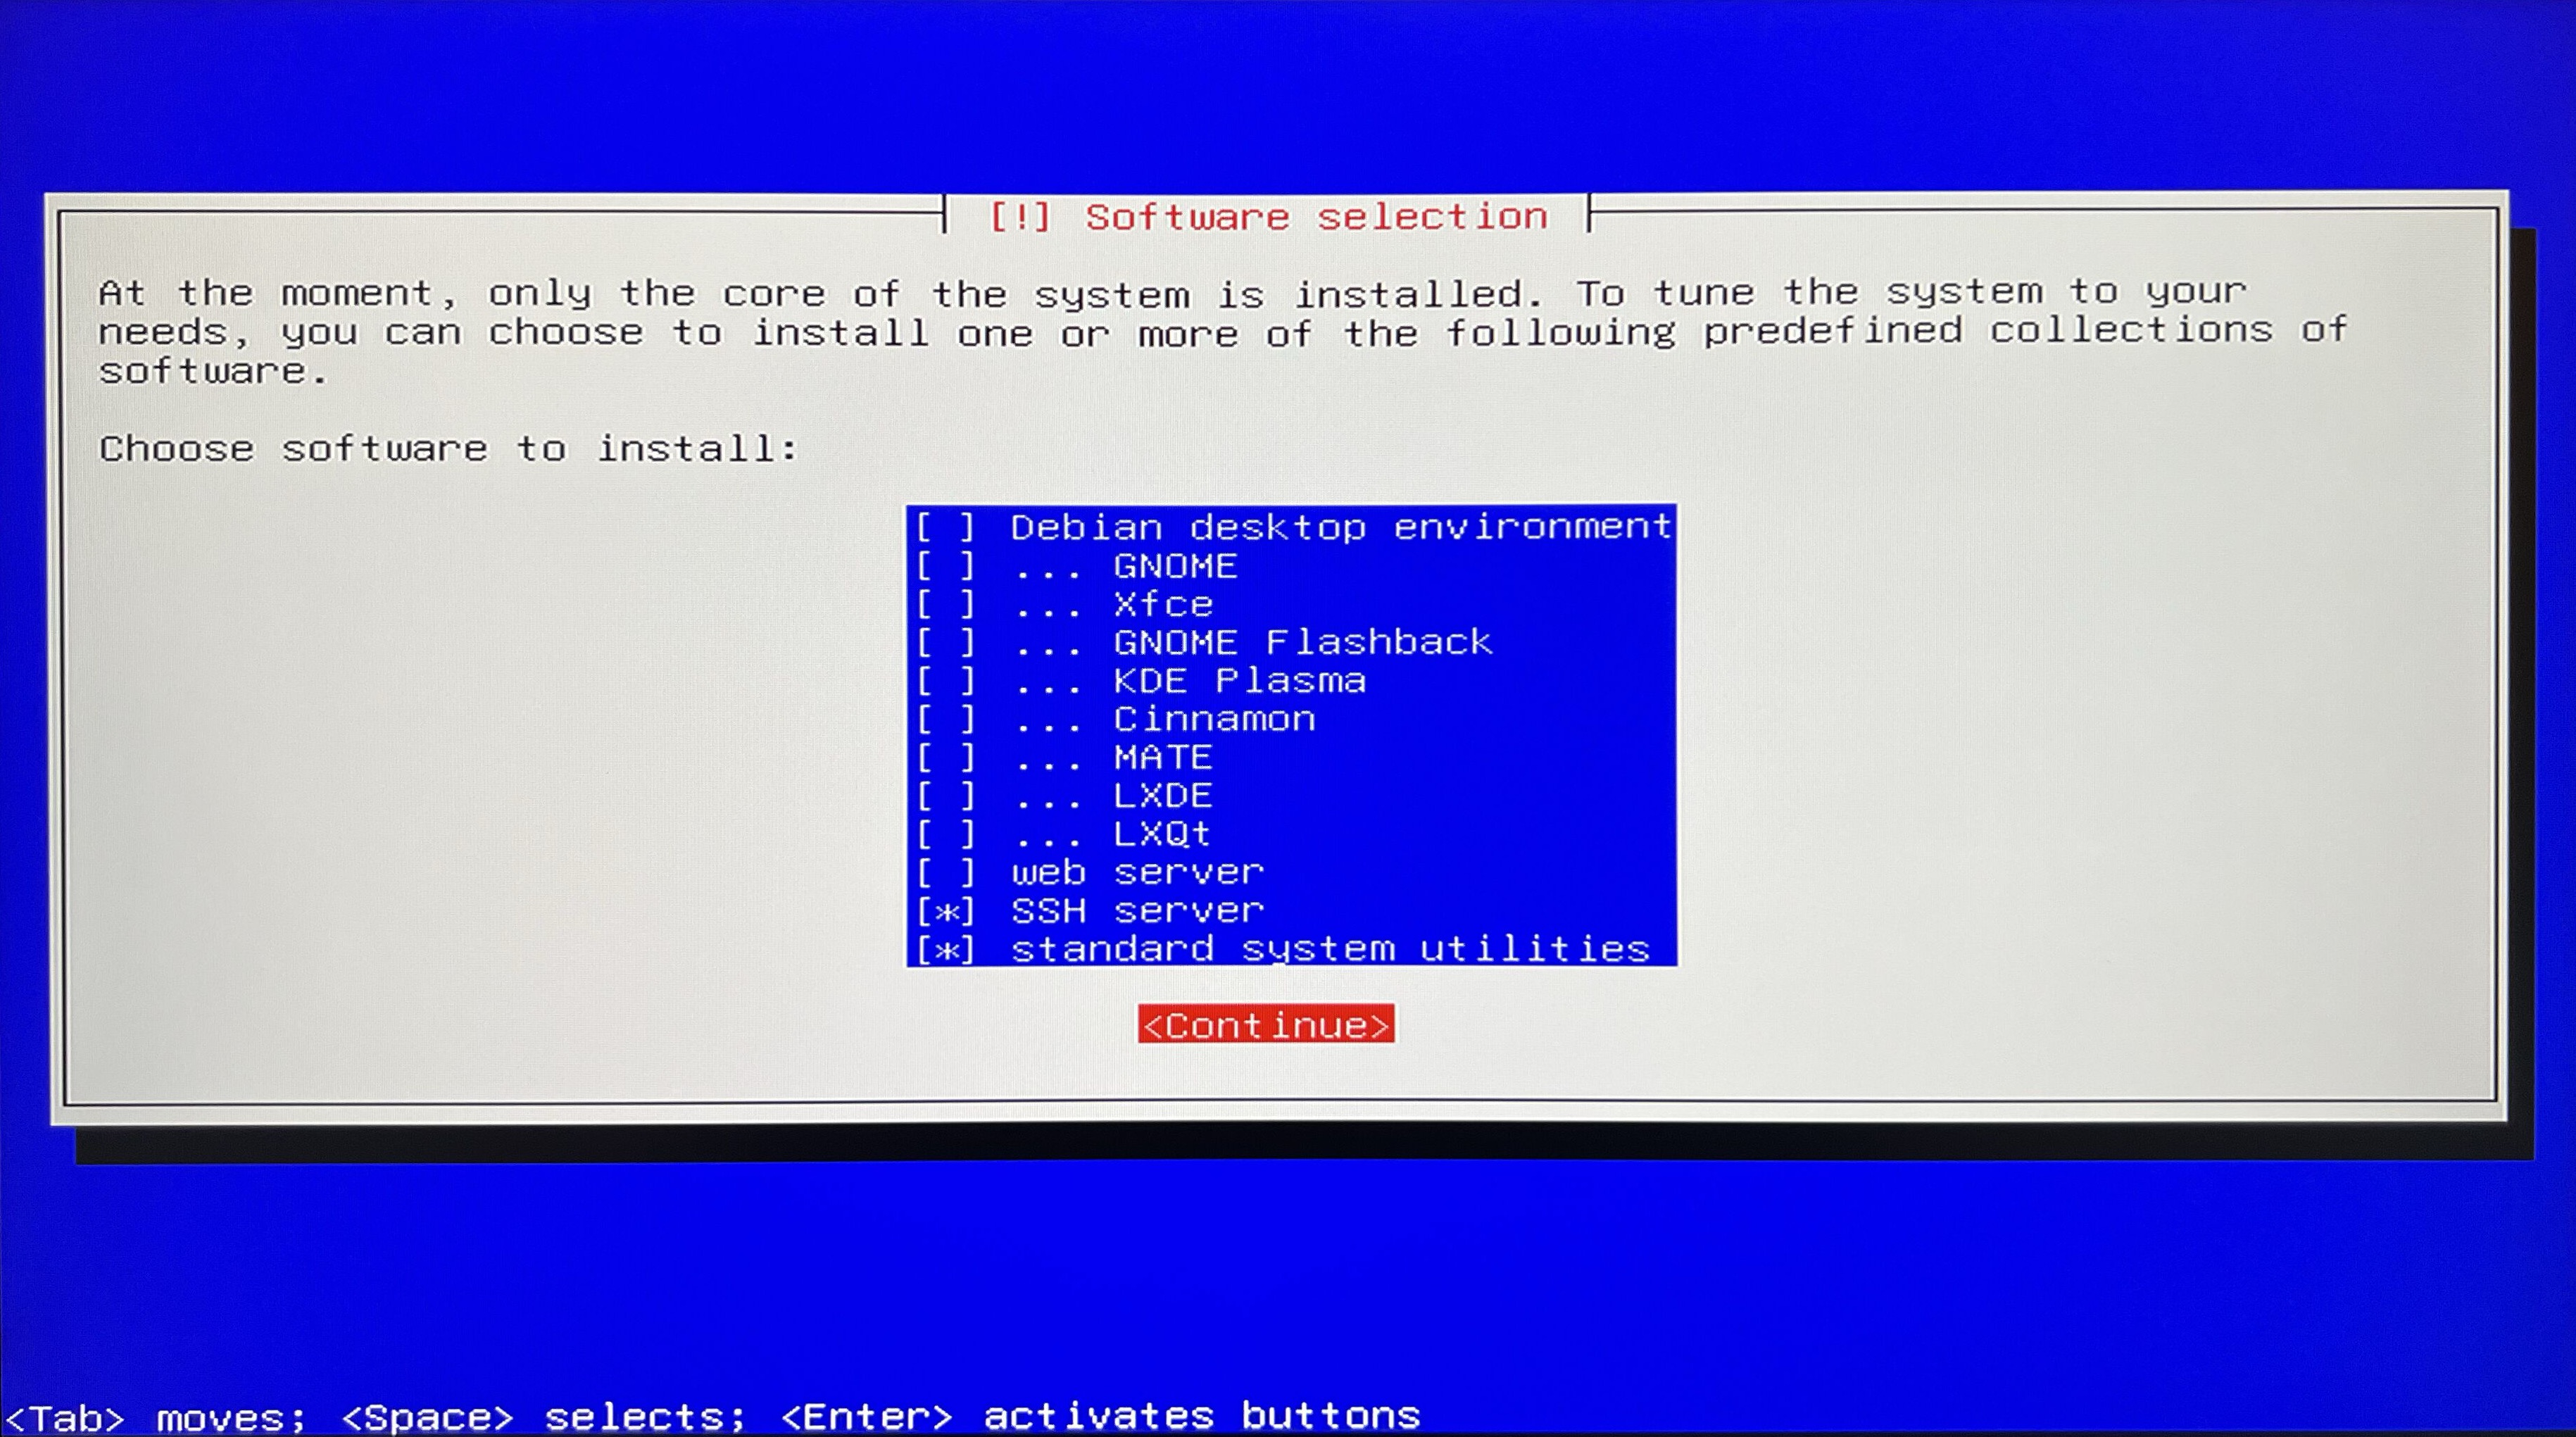 [!] Software selection
At the moment, only the core of the system is installed. To tune the system to your
needs, you can choose to install one or more of the following predefined collections of
software.
Choose software to install:
[ ] Debian desktop environment
[ ] ... GNOME
[ ] ... Xfce
[ ] ... GNOME Flashback
[ ] ... KDE Plasma
[ ] ... Cinnamon
[ ] ... MATE
[ ] ... LXDE
[ ] ... LXQt
[ ] web server
[*] SSH server
[*] standard system utilities
<Continue>
<Tab> moves; <Space> selects; <Enter> activates buttons